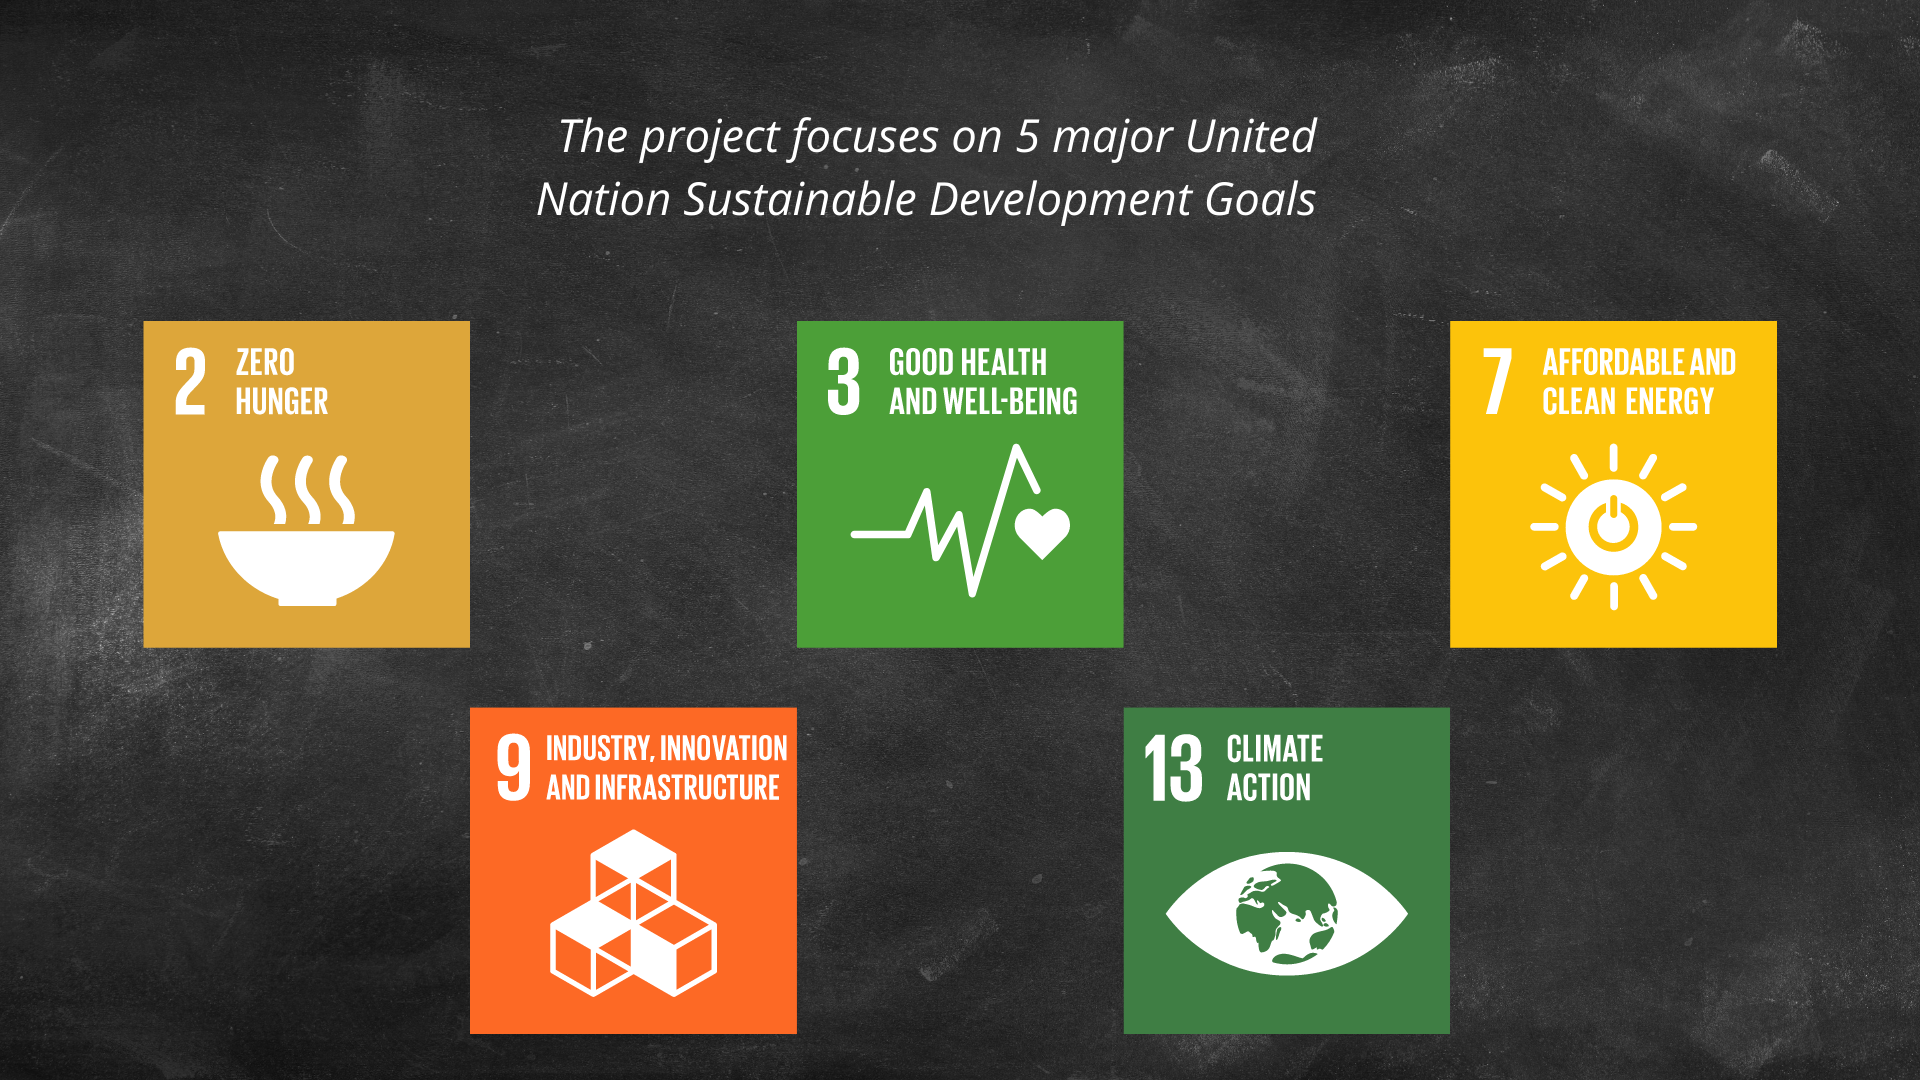 The project focuses on 5 major United
Nation Sustainable Development Goals
2 ZERO
HUNGER
3 GOOD HEALTH
AND WELL-BEING
7 AFFORDABLE AND
CLEAN ENERGY
9 INDUSTRY, INNOVATION
AND INFRASTRUCTURE
13 CLIMATE
ACTION